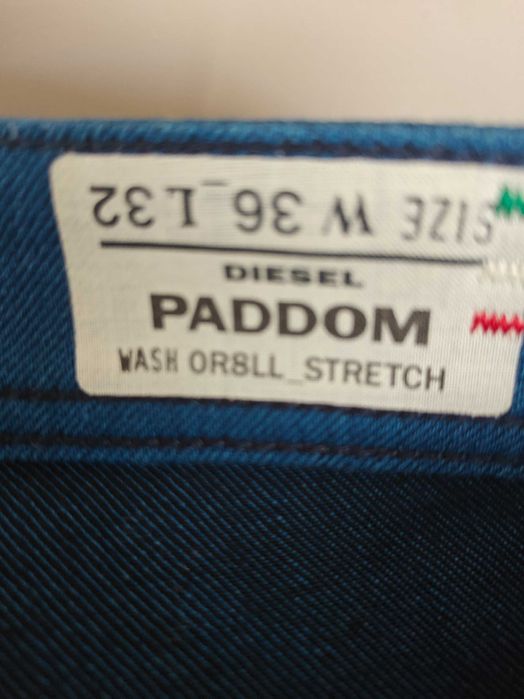 SIZE W 36_L32
DIESEL
PADDOM
WASH OR8LL_STRETCH